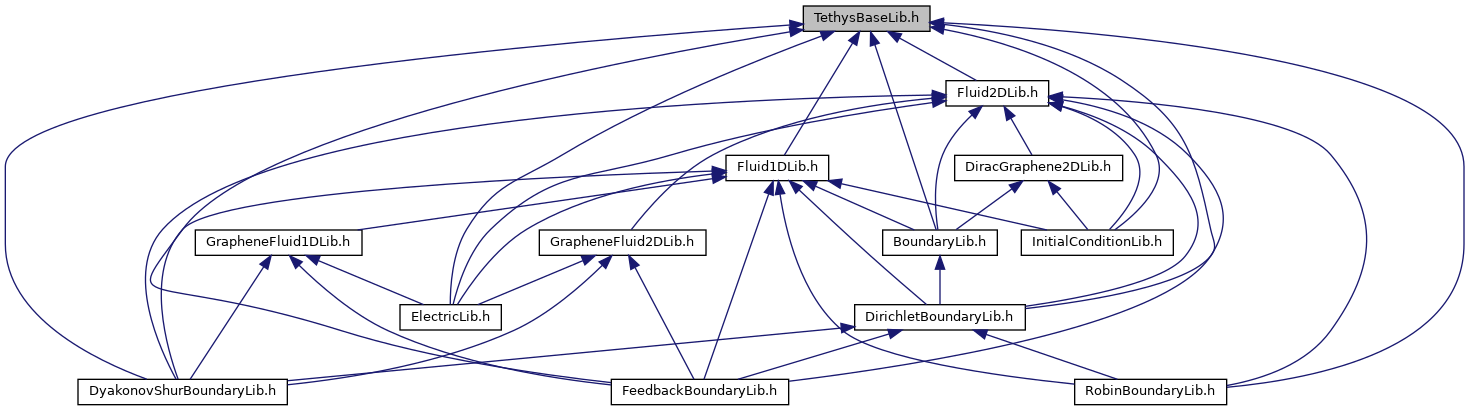 TethysBaseLib.h
Fluid2DLib.h
Fluid1DLib.h
DiracGraphene2DLib.h
GrapheneFluid1DLib.h
GrapheneFluid2DLib.h
BoundaryLib.h
InitialConditionLib.h
ElectricLib.h
DirichletBoundaryLib.h
DyakonovShurBoundaryLib.h
FeedbackBoundaryLib.h
RobinBoundaryLib.h